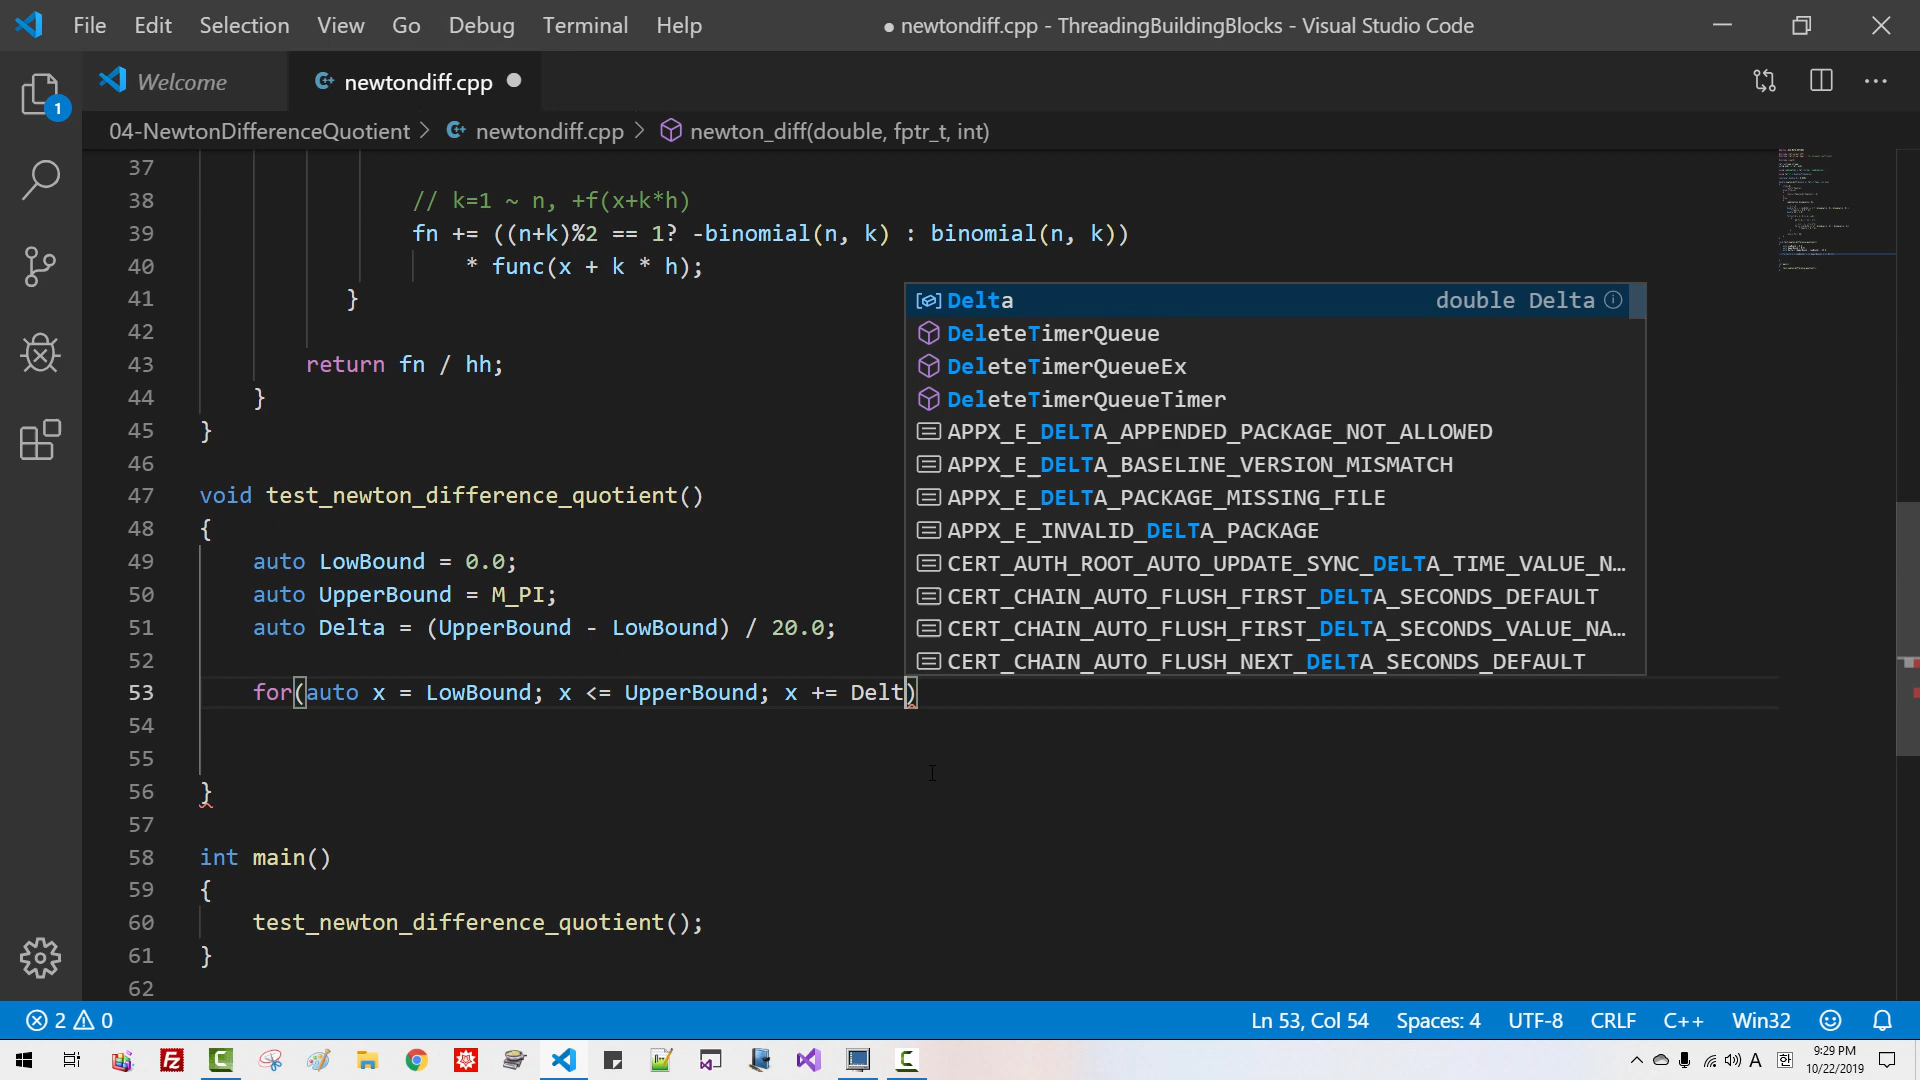 File Edit Selection View Go Debug Terminal Help
● newtondiff.cpp - ThreadingBuildingBlocks - Visual Studio Code
1
Welcome
newtondiff.cpp ●
04-NewtonDifferenceQuotient > newtondiff.cpp > newton_diff(double, fptr_t, int)
37
38 // k=1 ~ n, +f(x+k*h)
39 fn += ((n+k)%2 == 1? -binomial(n, k) : binomial(n, k))
40 * func(x + k * h);
41 }
42
43 return fn / hh;
44 }
45 }
46
47 void test_newton_difference_quotient()
48 {
49 auto LowBound = 0.0;
50 auto UpperBound = M_PI;
51 auto Delta = (UpperBound - LowBound) / 20.0;
52
53 for(auto x = LowBound; x <= UpperBound; x += Delt)
54
55
56 }
57
58 int main()
59 {
60 test_newton_difference_quotient();
61 }
62
Delta double Delta
DeleteTimerQueue
DeleteTimerQueueEx
DeleteTimerQueueTimer
APPX_E_DELTA_APPENDED_PACKAGE_NOT_ALLOWED
APPX_E_DELTA_BASELINE_VERSION_MISMATCH
APPX_E_DELTA_PACKAGE_MISSING_FILE
APPX_E_INVALID_DELTA_PACKAGE
CERT_AUTH_ROOT_AUTO_UPDATE_SYNC_DELTA_TIME_VALUE_N…
CERT_CHAIN_AUTO_FLUSH_FIRST_DELTA_SECONDS_DEFAULT
CERT_CHAIN_AUTO_FLUSH_FIRST_DELTA_SECONDS_VALUE_NA…
CERT_CHAIN_AUTO_FLUSH_NEXT_DELTA_SECONDS_DEFAULT
2 0 Ln 53, Col 54 Spaces: 4 UTF-8 CRLF C++ Win32
A 한 9:29 PM
10/22/2019